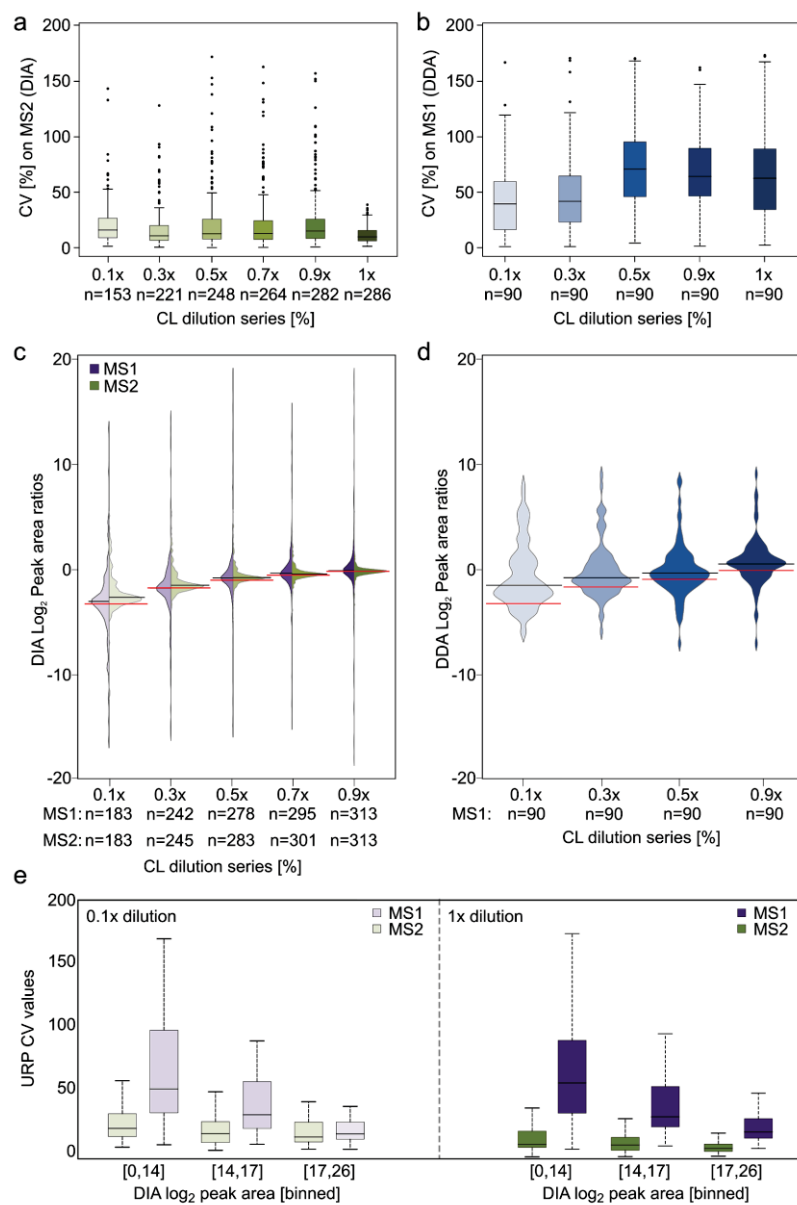 a
b
CV [%] on MS2 (DIA)
200
150
100
50
0
0.1x 0.3x 0.5x 0.7x 0.9x 1x
n=153 n=221 n=248 n=264 n=282 n=286
CL dilution series [%]
CV [%] on MS1 (DDA)
200
150
100
50
0
0.1x 0.3x 0.5x 0.9x 1x
n=90 n=90 n=90 n=90 n=90
CL dilution series [%]
c
d
DIA Log₂ Peak area ratios
20
10
0
-10
-20
MS1
MS2
0.1x 0.3x 0.5x 0.7x 0.9x
MS1: n=183 n=242 n=278 n=295 n=313
MS2: n=183 n=245 n=283 n=301 n=313
CL dilution series [%]
DDA Log₂ Peak area ratios
20
10
0
-10
-20
0.1x 0.3x 0.5x 0.9x
MS1: n=90 n=90 n=90 n=90
CL dilution series [%]
e
URP CV values
200
150
100
50
0
0.1x dilution
MS1
MS2
1x dilution
MS1
MS2
[0,14] [14,17] [17,26]
DIA log₂ peak area [binned]
[0,14] [14,17] [17,26]
DIA log₂ peak area [binned]